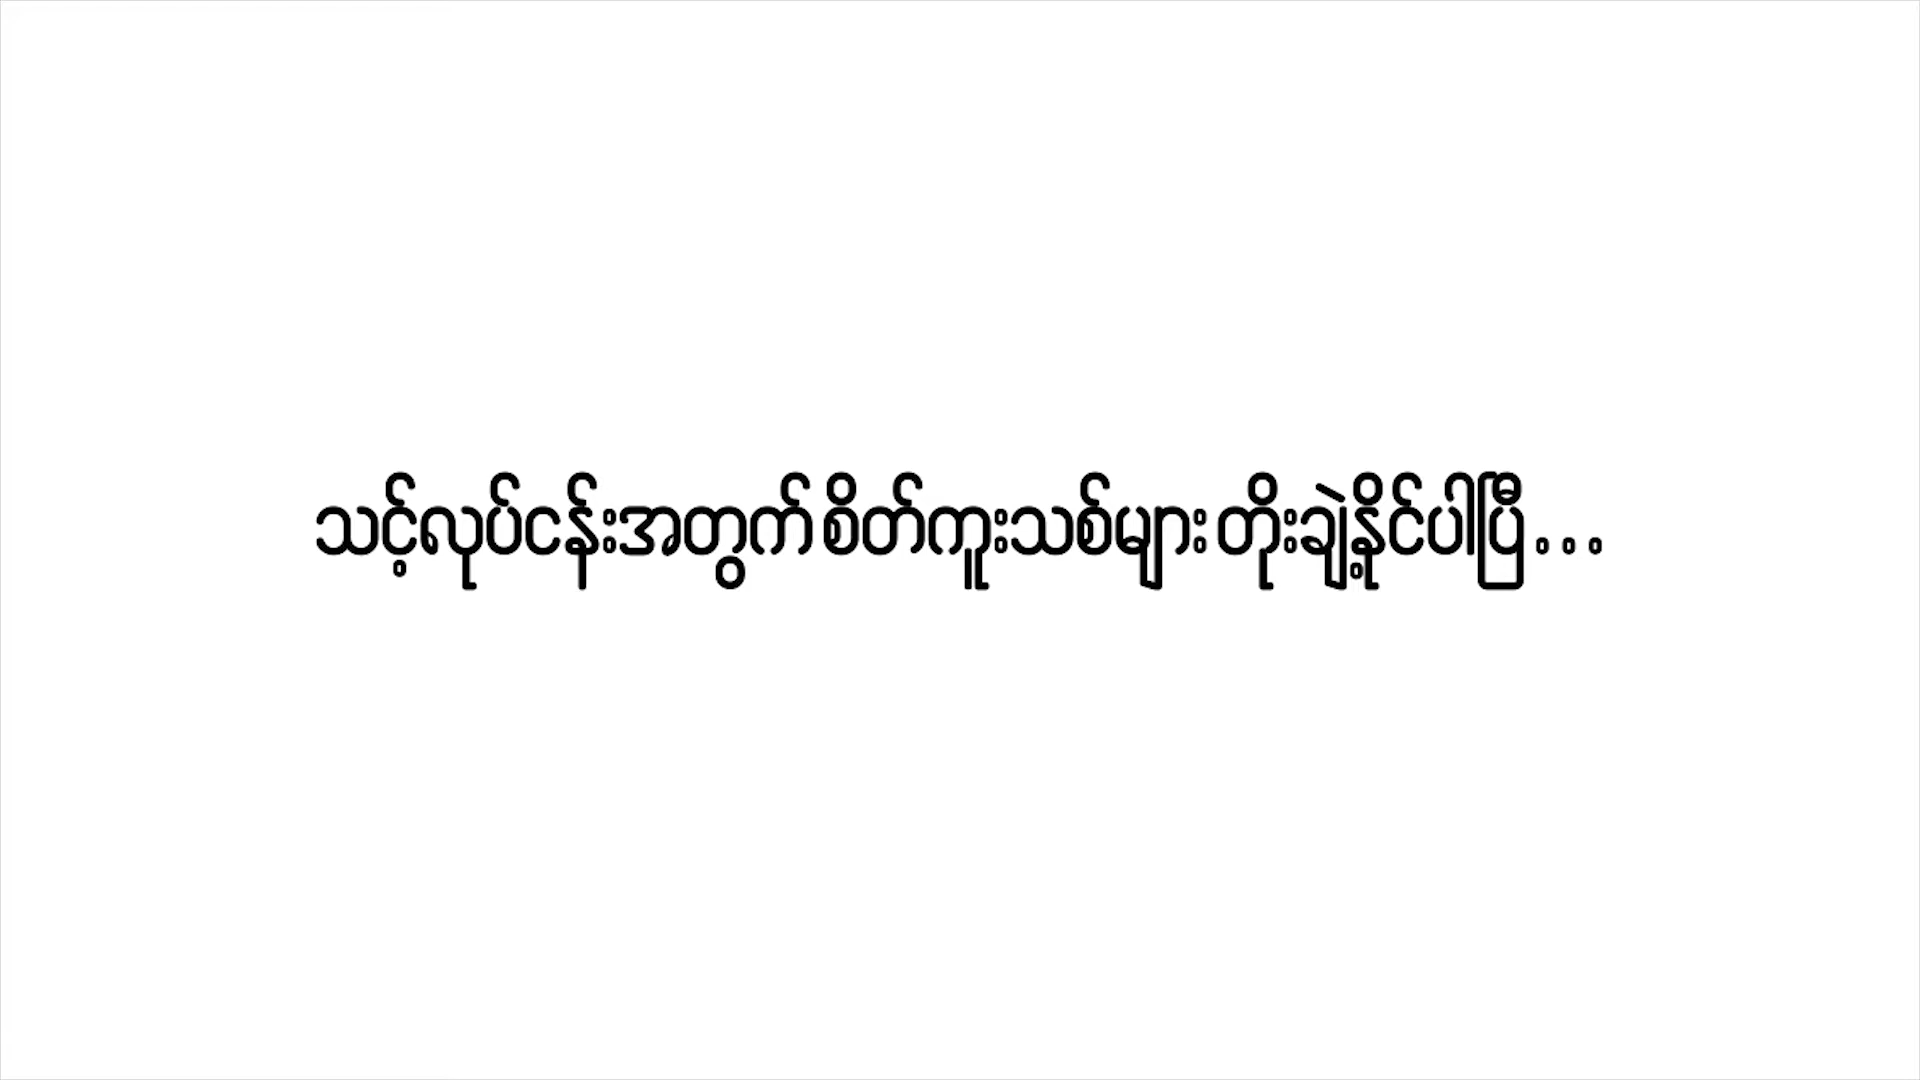 သင့်လုပ်ငန်းအတွက် စိတ်ကူးသစ်များ တိုးချဲ့နိုင်ပါပြီ...